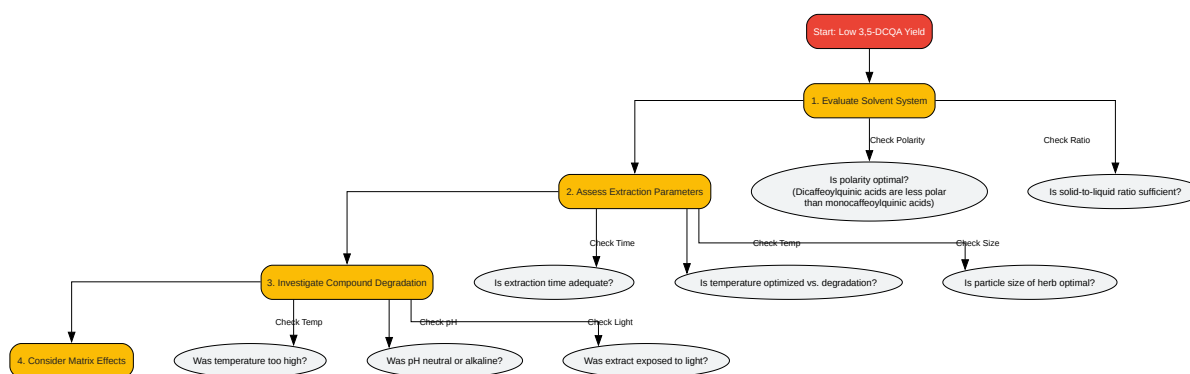 Start: Low 3,5-DCQA Yield
1. Evaluate Solvent System
Check Polarity
Check Ratio
Is polarity optimal?
(Dicaffeoylquinic acids are less polar
than monocaffeoylquinic acids)
Is solid-to-liquid ratio sufficient?
2. Assess Extraction Parameters
Check Time
Check Temp
Check Size
Is extraction time adequate?
Is temperature optimized vs. degradation?
Is particle size of herb optimal?
3. Investigate Compound Degradation
Check Temp
Check pH
Check Light
4. Consider Matrix Effects
Was temperature too high?
Was pH neutral or alkaline?
Was extract exposed to light?